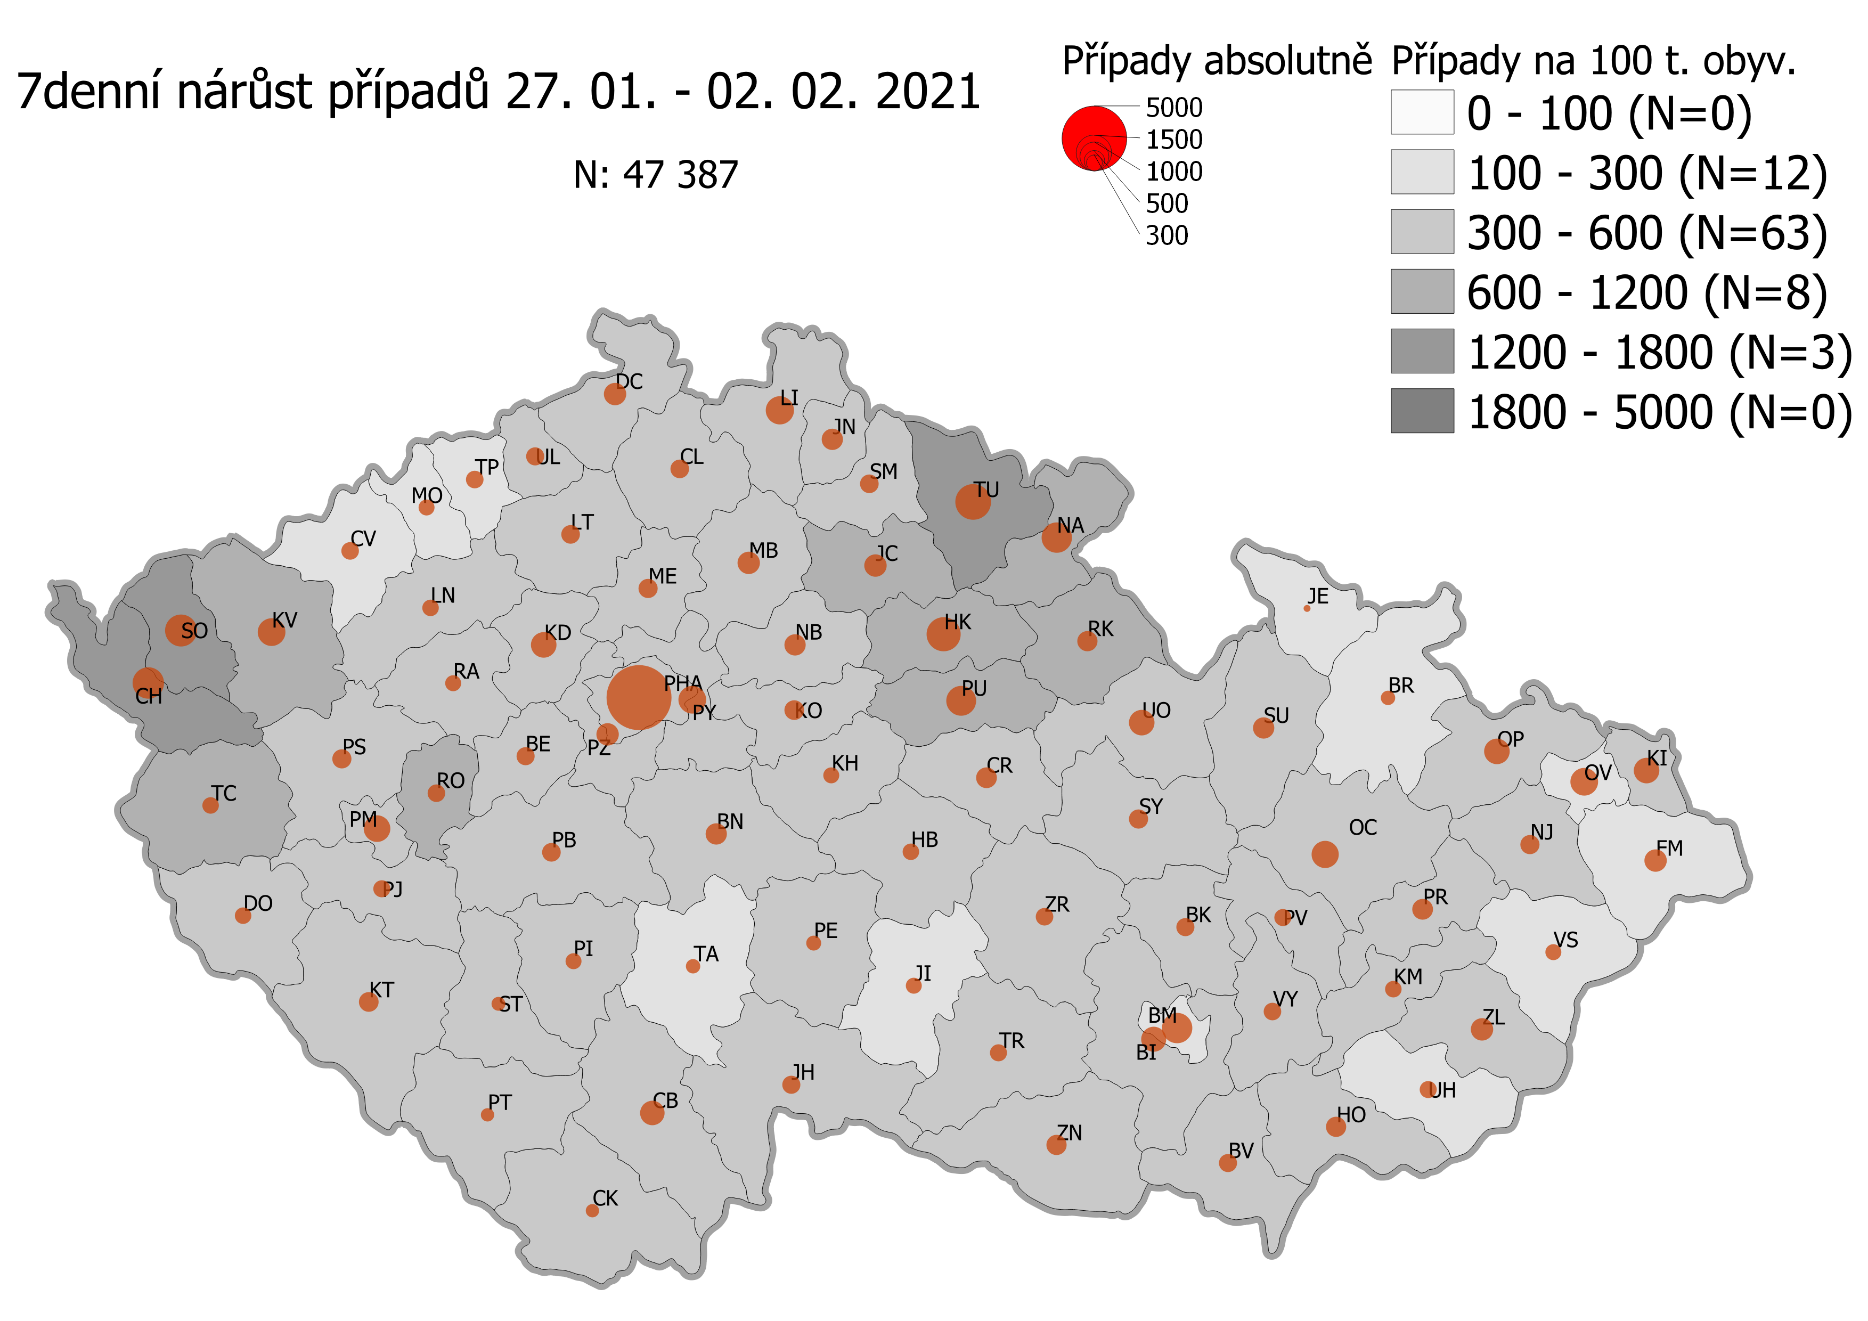 7denní nárůst případů 27. 01. - 02. 02. 2021
N: 47 387
Případy absolutně
5000
1500
1000
500
300
Případy na 100 t. obyv.
0 - 100 (N=0)
100 - 300 (N=12)
300 - 600 (N=63)
600 - 1200 (N=8)
1200 - 1800 (N=3)
1800 - 5000 (N=0)
DC
LI
JN
UL
TP
CL
SM
MO
TU
CV
LT
NA
MB
JC
ME
LN
JE
SO
KV
KD
NB
HK
RK
RA
CH
PHA
PY
KO
PU
UO
SU
BR
PS
BE
PZ
KH
CR
OP
KI
OV
TC
RO
PM
PB
BN
HB
SY
OC
NJ
FM
DO
PJ
PI
TA
PE
ZR
BK
PV
PR
VS
KT
ST
JI
VY
KM
BM
BI
ZL
TR
JH
UH
PT
CB
ZN
HO
BV
CK